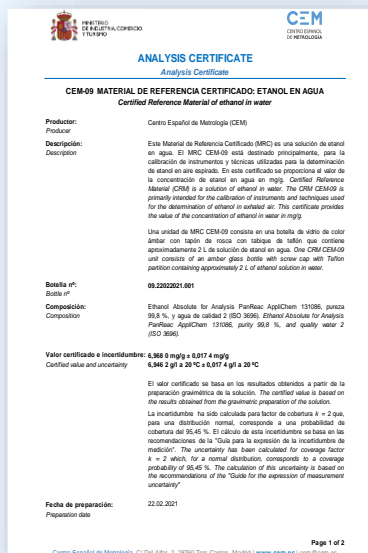 MINISTERIO
DE INDUSTRIA, COMERCIO
Y TURISMO
CEM
CENTRO ESPAÑOL
DE METROLOGÍA
ANALYSIS CERTIFICATE
Analysis Certificate
CEM-09 MATERIAL DE REFERENCIA CERTIFICADO: ETANOL EN AGUA
Certified Reference Material of ethanol in water
Productor: Centro Español de Metrología (CEM)
Producer
Descripción: Este Material de Referencia Certificado (MRC) es una solución de etanol
Description en agua. El MRC CEM-09 está destinado principalmente, para la
calibración de instrumentos y técnicas utilizadas para la determinación
de etanol en aire espirado. En este certificado se proporciona el valor de
la concentración de etanol en agua en mg/g. Certified Reference
Material (CRM) is a solution of ethanol in water. The CRM CEM-09 is
primarily intended for the calibration of instruments and techniques used
for the determination of ethanol in exhaled air. This certificate provides
the value of the concentration of ethanol in water in mg/g.
Una unidad de MRC CEM-09 consiste en una botella de vidrio de color
ámbar con tapón de rosca con tabique de teflón que contiene
aproximadamente 2 L de solución de etanol en agua. One CRM CEM-09
unit consists of an amber glass bottle with screw cap with Teflon
partition containing approximately 2 L of ethanol solution in water.
Botella nº: 09.22022021.001
Bottle nº
Composición: Ethanol Absolute for Analysis PanReac AppliChem 131086, pureza
Composition 99,8 %, y agua de calidad 2 (ISO 3696). Ethanol Absolute for Analysis
PanReac AppliChem 131086, purity 99,8 %, and quality water 2
(ISO 3696).
Valor certificado e incertidumbre: 6,968 0 mg/g ± 0,017 4 mg/g
Certified value and uncertainty 6,946 2 g/l a 20 ºC ± 0,017 4 g/l a 20 ºC
El valor certificado se basa en los resultados obtenidos a partir de la
preparación gravimétrica de la solución. The certified value is based on
the results obtained from the gravimetric preparation of the solution.
La incertidumbre ha sido calculada para factor de cobertura k = 2 que,
para una distribución normal, corresponde a una probabilidad de
cobertura del 95,45 %. El cálculo de esta incertidumbre se basa en las
recomendaciones de la "Guía para la expresión de la incertidumbre de
medición". The uncertainty has been calculated for coverage factor
k = 2 which, for a normal distribution, corresponds to a coverage
probability of 95,45 %. The calculation of this uncertainty is based on
the recommendations of the "Guide for the expression of measurement
uncertainty"
Fecha de preparación: 22.02.2021
Preparation date
Page 1 of 2